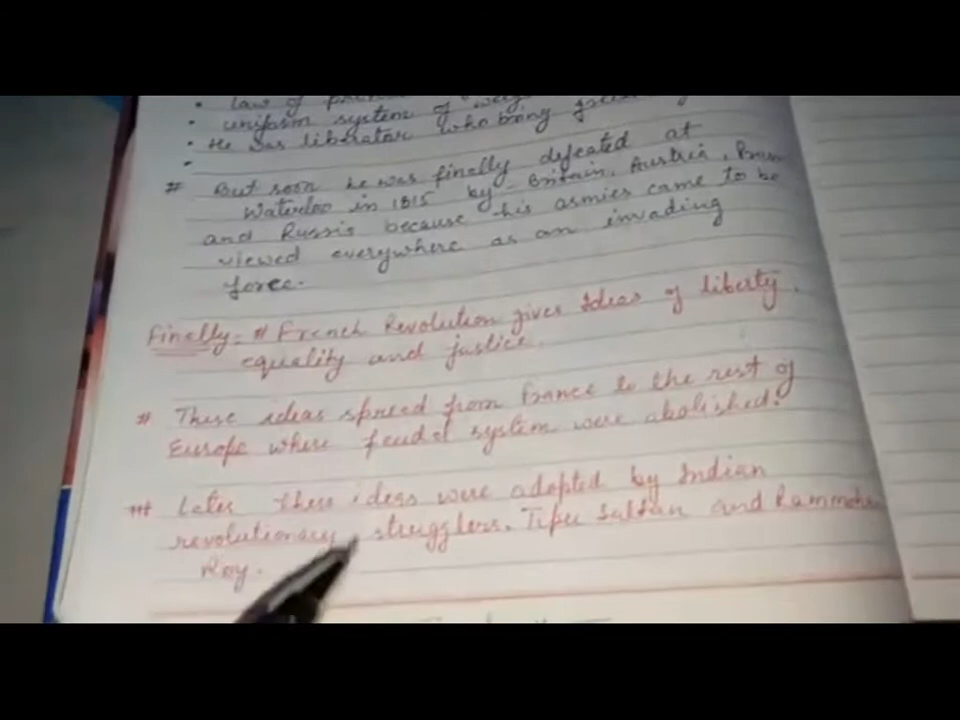 • law of
• uniform system of
• He was liberator who bring
•
# But soon he was finally defeated at
Waterloo in 1815 by - Britain, Austria,
and Russia because his armies came to be
viewed everywhere as an invading
force.
Finally:- # French Revolution gives Ideas of liberty,
equality and justice.
# These ideas spread from France to the rest of
Europe where feudal system were abolished.
Later these ideas were adopted by Indian
revolutionary strugglers. Tipu Sultan and Rammohan
Roy.